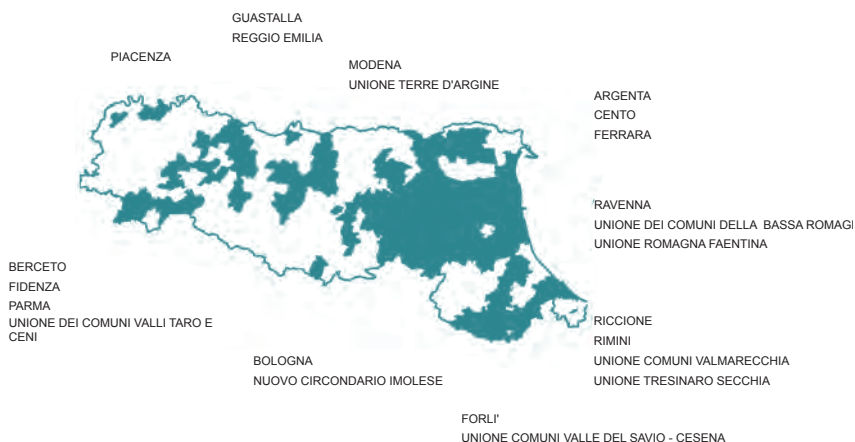 GUASTALLA
REGGIO EMILIA
PIACENZA
MODENA
UNIONE TERRE D'ARGINE
ARGENTA
CENTO
FERRARA
RAVENNA
UNIONE DEI COMUNI DELLA BASSA ROMAG
UNIONE ROMAGNA FAENTINA
BERCETO
FIDENZA
PARMA
UNIONE DEI COMUNI VALLI TARO E
CENI
RICCIONE
RIMINI
UNIONE COMUNI VALMARECCHIA
UNIONE TRESINARO SECCHIA
BOLOGNA
NUOVO CIRCONDARIO IMOLESE
FORLI'
UNIONE COMUNI VALLE DEL SAVIO - CESENA